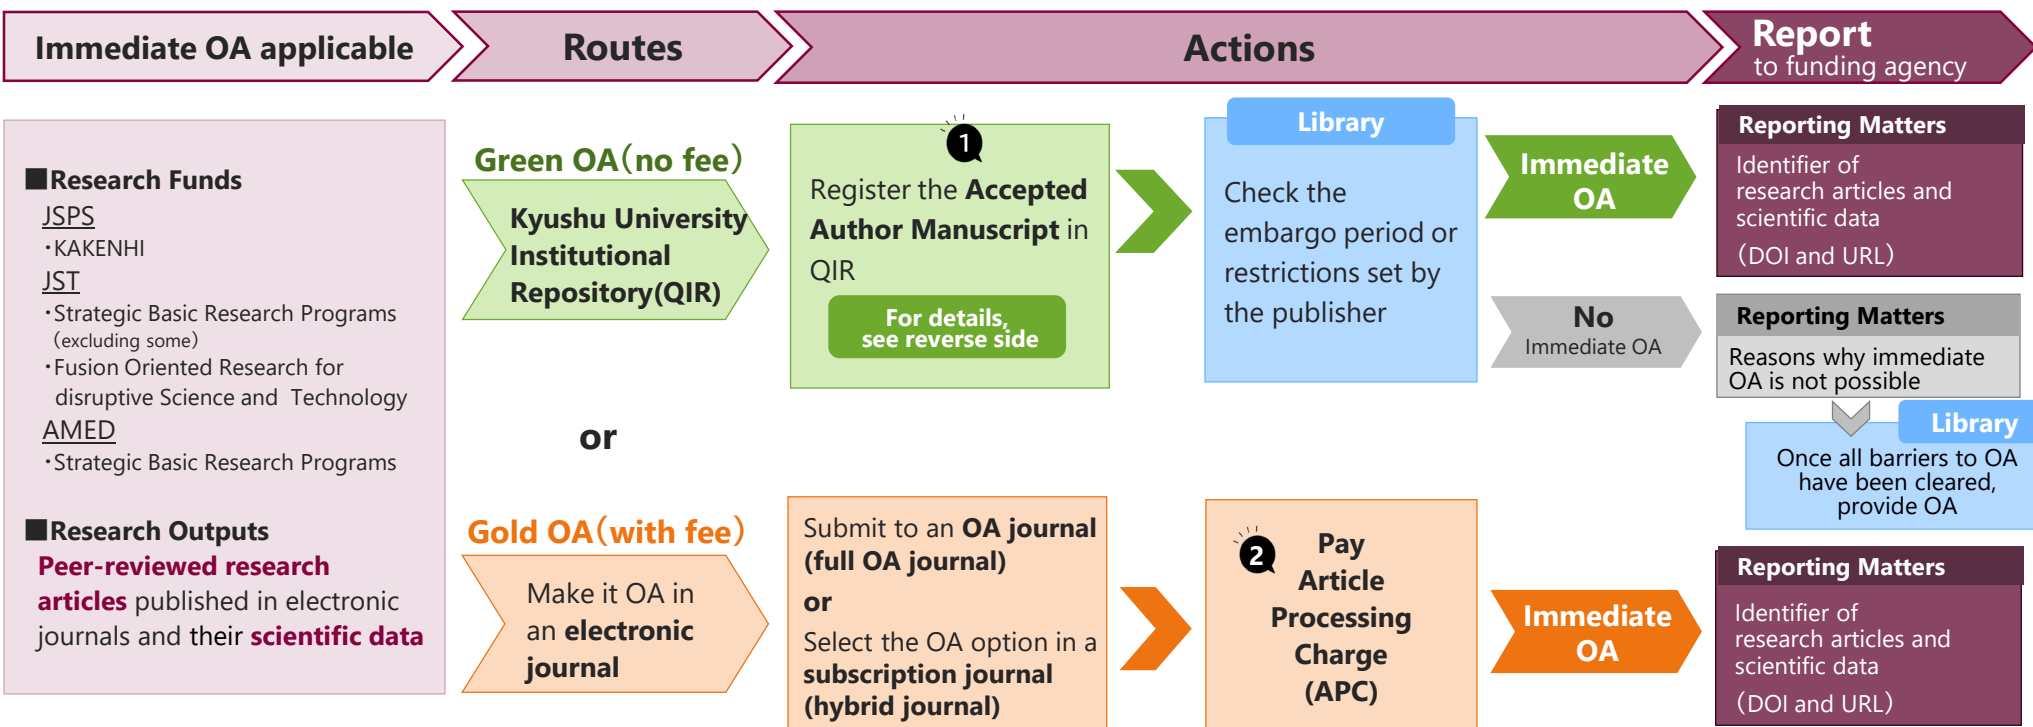 Immediate OA applicable
Routes
Actions
Report
to funding agency
■Research Funds
JSPS
・KAKENHI
JST
・Strategic Basic Research Programs
（excluding some）
・Fusion Oriented Research for
disruptive Science and Technology
AMED
・Strategic Basic Research Programs
■Research Outputs
Peer-reviewed research
articles published in electronic
journals and their scientific data
Green OA（no fee）
Kyushu University
Institutional
Repository(QIR)
or
Gold OA（with fee）
Make it OA in
an electronic
journal
1
Register the Accepted
Author Manuscript in
QIR
For details,
see reverse side
Library
Check the
embargo period or
restrictions set by
the publisher
Immediate
OA
No
Immediate OA
Reporting Matters
Identifier of
research articles and
scientific data
（DOI and URL）
Reporting Matters
Reasons why immediate
OA is not possible
Library
Once all barriers to OA
have been cleared,
provide OA
Submit to an OA journal
(full OA journal)
or
Select the OA option in a
subscription journal
(hybrid journal)
2
Pay
Article
Processing
Charge
(APC)
Immediate
OA
Reporting Matters
Identifier of
research articles and
scientific data
（DOI and URL）